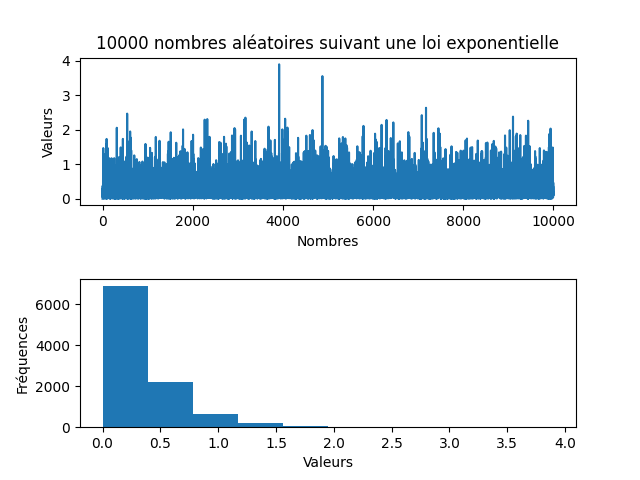 10000 nombres aléatoires suivant une loi exponentielle
4
3
2
1
0
Valeurs
0 2000 4000 6000 8000 10000
Nombres
6000
4000
2000
0
Fréquences
0.0 0.5 1.0 1.5 2.0 2.5 3.0 3.5 4.0
Valeurs